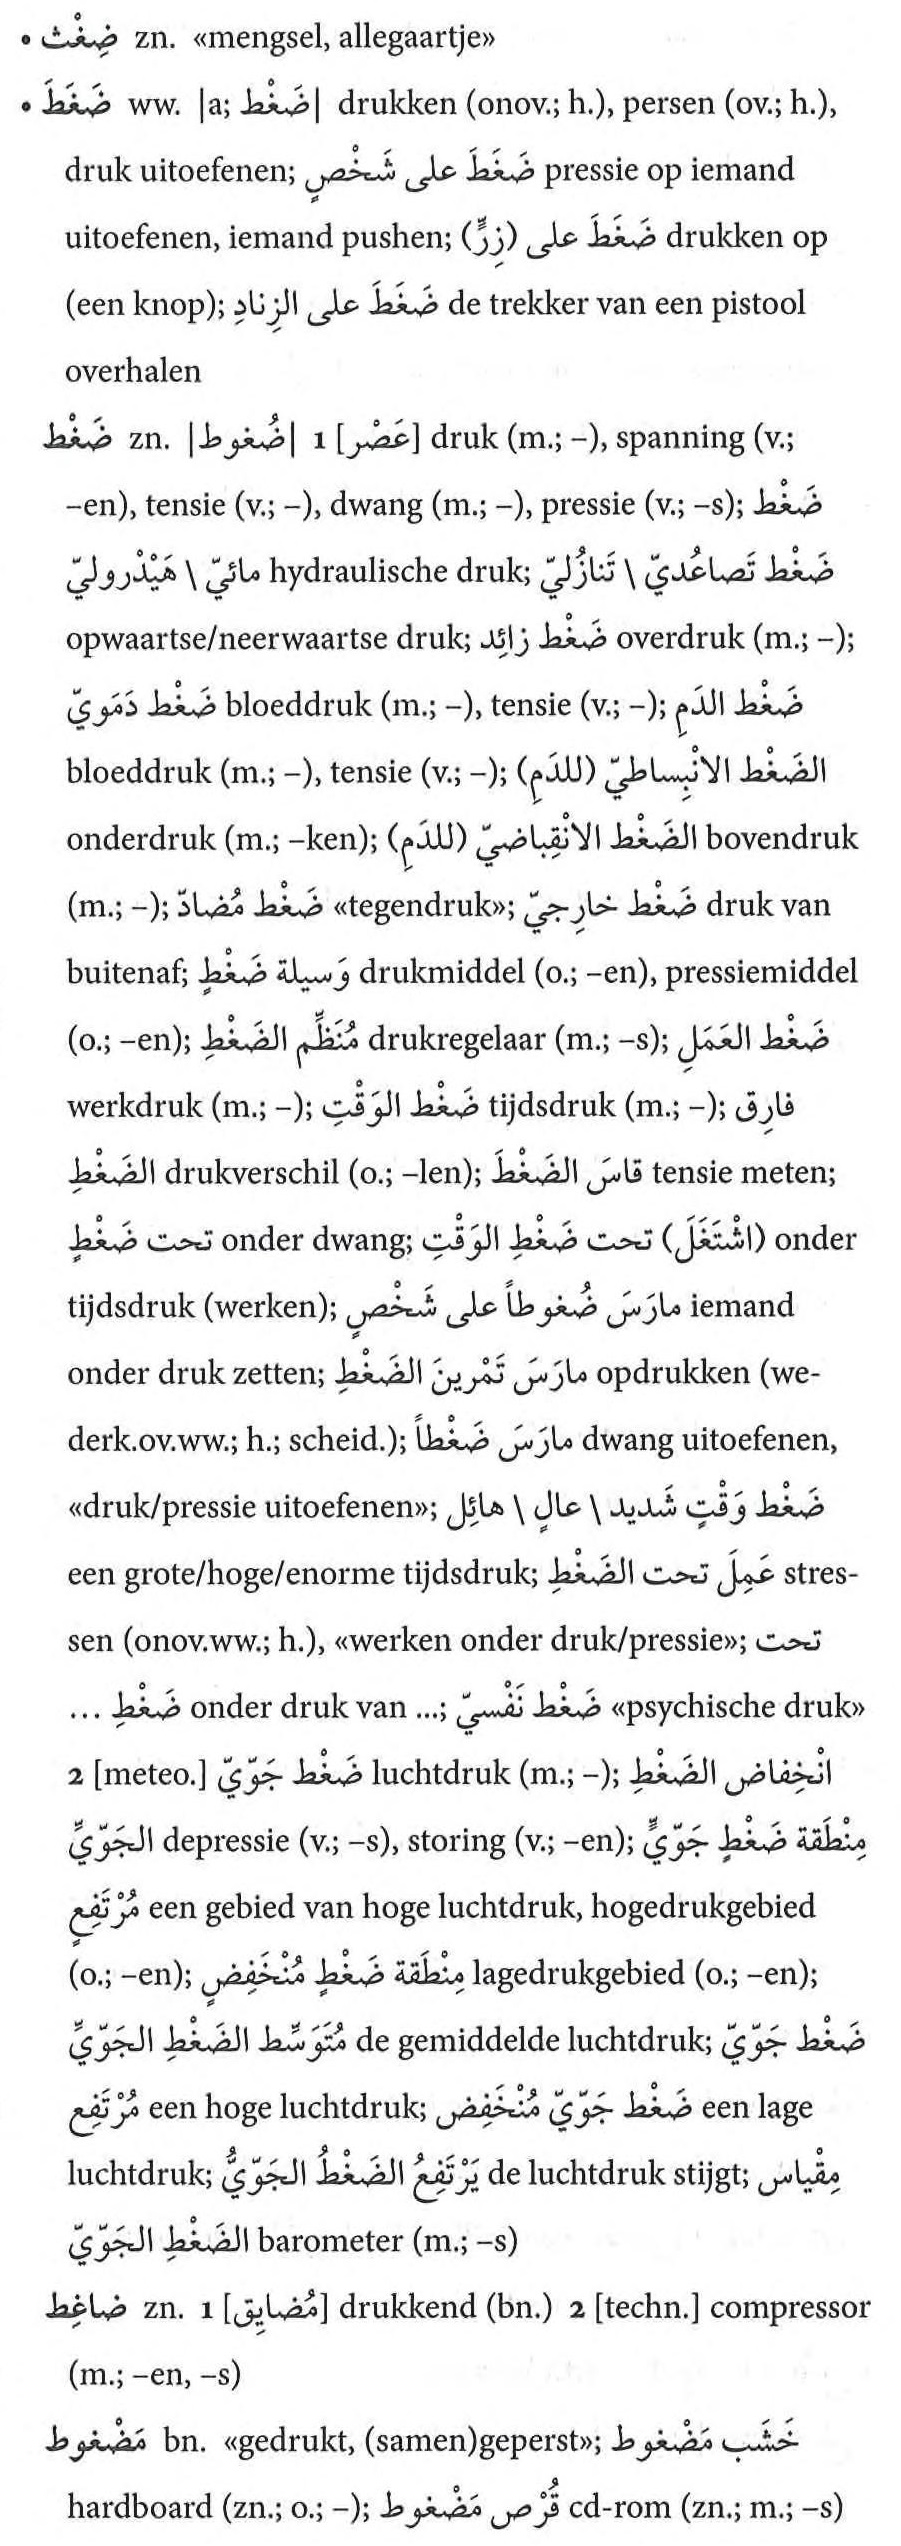 • ضِغْث zn. «mengsel, allegaartje»
• ضَغَطَ ww. |a; ضَغْط| drukken (onov.; h.), persen (ov.; h.),
druk uitoefenen; ضَغَطَ على شَخْصٍ pressie op iemand
uitoefenen, iemand pushen; ضَغَطَ على (زِرٍّ) drukken op
(een knop); ضَغَطَ على الزِنادِ de trekker van een pistool
overhalen
ضَغْط zn. |ضُغوط| 1 [عَصْر] druk (m.; –), spanning (v.;
–en), tensie (v.; –), dwang (m.; –), pressie (v.; –s); ضَغْط
مائيّ \ هَيْدْروليّ hydraulische druk; ضَغْط تَصاعُديّ \ تَنازُليّ
opwaartse/neerwaartse druk; ضَغْط زائِد overdruk (m.; –);
ضَغْط دَمَويّ bloeddruk (m.; –), tensie (v.; –); ضَغْط الدَمِ
bloeddruk (m.; –), tensie (v.; –); الضَغْط الانْبِساطيّ (للدَمِ)
onderdruk (m.; –ken); الضَغْط الانْقِباضيّ (للدَمِ) bovendruk
(m.; –); ضَغْط مُضادّ «tegendruk»; ضَغْط خارِجيّ druk van
buitenaf; وَسيلة ضَغْطٍ drukmiddel (o.; –en), pressiemiddel
(o.; –en); مُنَظِّم الضَغْطِ drukregelaar (m.; –s); ضَغْط العَمَلِ
werkdruk (m.; –); ضَغْط الوَقْتِ tijdsdruk (m.; –); فارِق
الضَغْطِ drukverschil (o.; –len); قاسَ الضَغْطَ tensie meten;
تحت ضَغْطٍ onder dwang; (اشْتَغَلَ) تحت ضَغْطِ الوَقْتِ onder
tijdsdruk (werken); مارَسَ ضُغوطاً على شَخْصٍ iemand
onder druk zetten; مارَسَ تَمْرينَ الضَغْطِ opdrukken (we-
derk.ov.ww.; h.; scheid.); مارَسَ ضَغْطاً dwang uitoefenen,
«druk/pressie uitoefenen»; ضَغْط وَقْتٍ شَديد \ عالٍ \ هائِل
een grote/hoge/enorme tijdsdruk; عَمِلَ تحت الضَغْطِ stres-
sen (onov.ww.; h.), «werken onder druk/pressie»; تحت
ضَغْطِ ... onder druk van ...; ضَغْط نَفْسيّ «psychische druk»
2 [meteo.] ضَغْط جَوّيّ luchtdruk (m.; –); انْخِفاض الضَغْطِ
الجَوّيِّ depressie (v.; –s), storing (v.; –en); مِنْطَقة ضَغْطٍ جَوّيٍّ
مُرْتَفِعٍ een gebied van hoge luchtdruk, hogedrukgebied
(o.; –en); مِنْطَقة ضَغْطٍ مُنْخَفِضٍ lagedrukgebied (o.; –en);
مُتَوَسِّط الضَغْطِ الجَوّيِّ de gemiddelde luchtdruk; ضَغْط جَوّيّ
مُرْتَفِع een hoge luchtdruk; ضَغْط جَوّيّ مُنْخَفِض een lage
luchtdruk; يَرْتَفِعُ الضَغْطُ الجَوّيُّ de luchtdruk stijgt; مِقْياس
الضَغْطِ الجَوّيّ barometer (m.; –s)
ضاغِط zn. 1 [مُضايِق] drukkend (bn.) 2 [techn.] compressor
(m.; –en, –s)
مَضْغوط bn. «gedrukt, (samen)geperst»; خَشَب مَضْغوط
hardboard (zn.; o.; –); قُرْص مَضْغوط cd-rom (zn.; m.; –s)